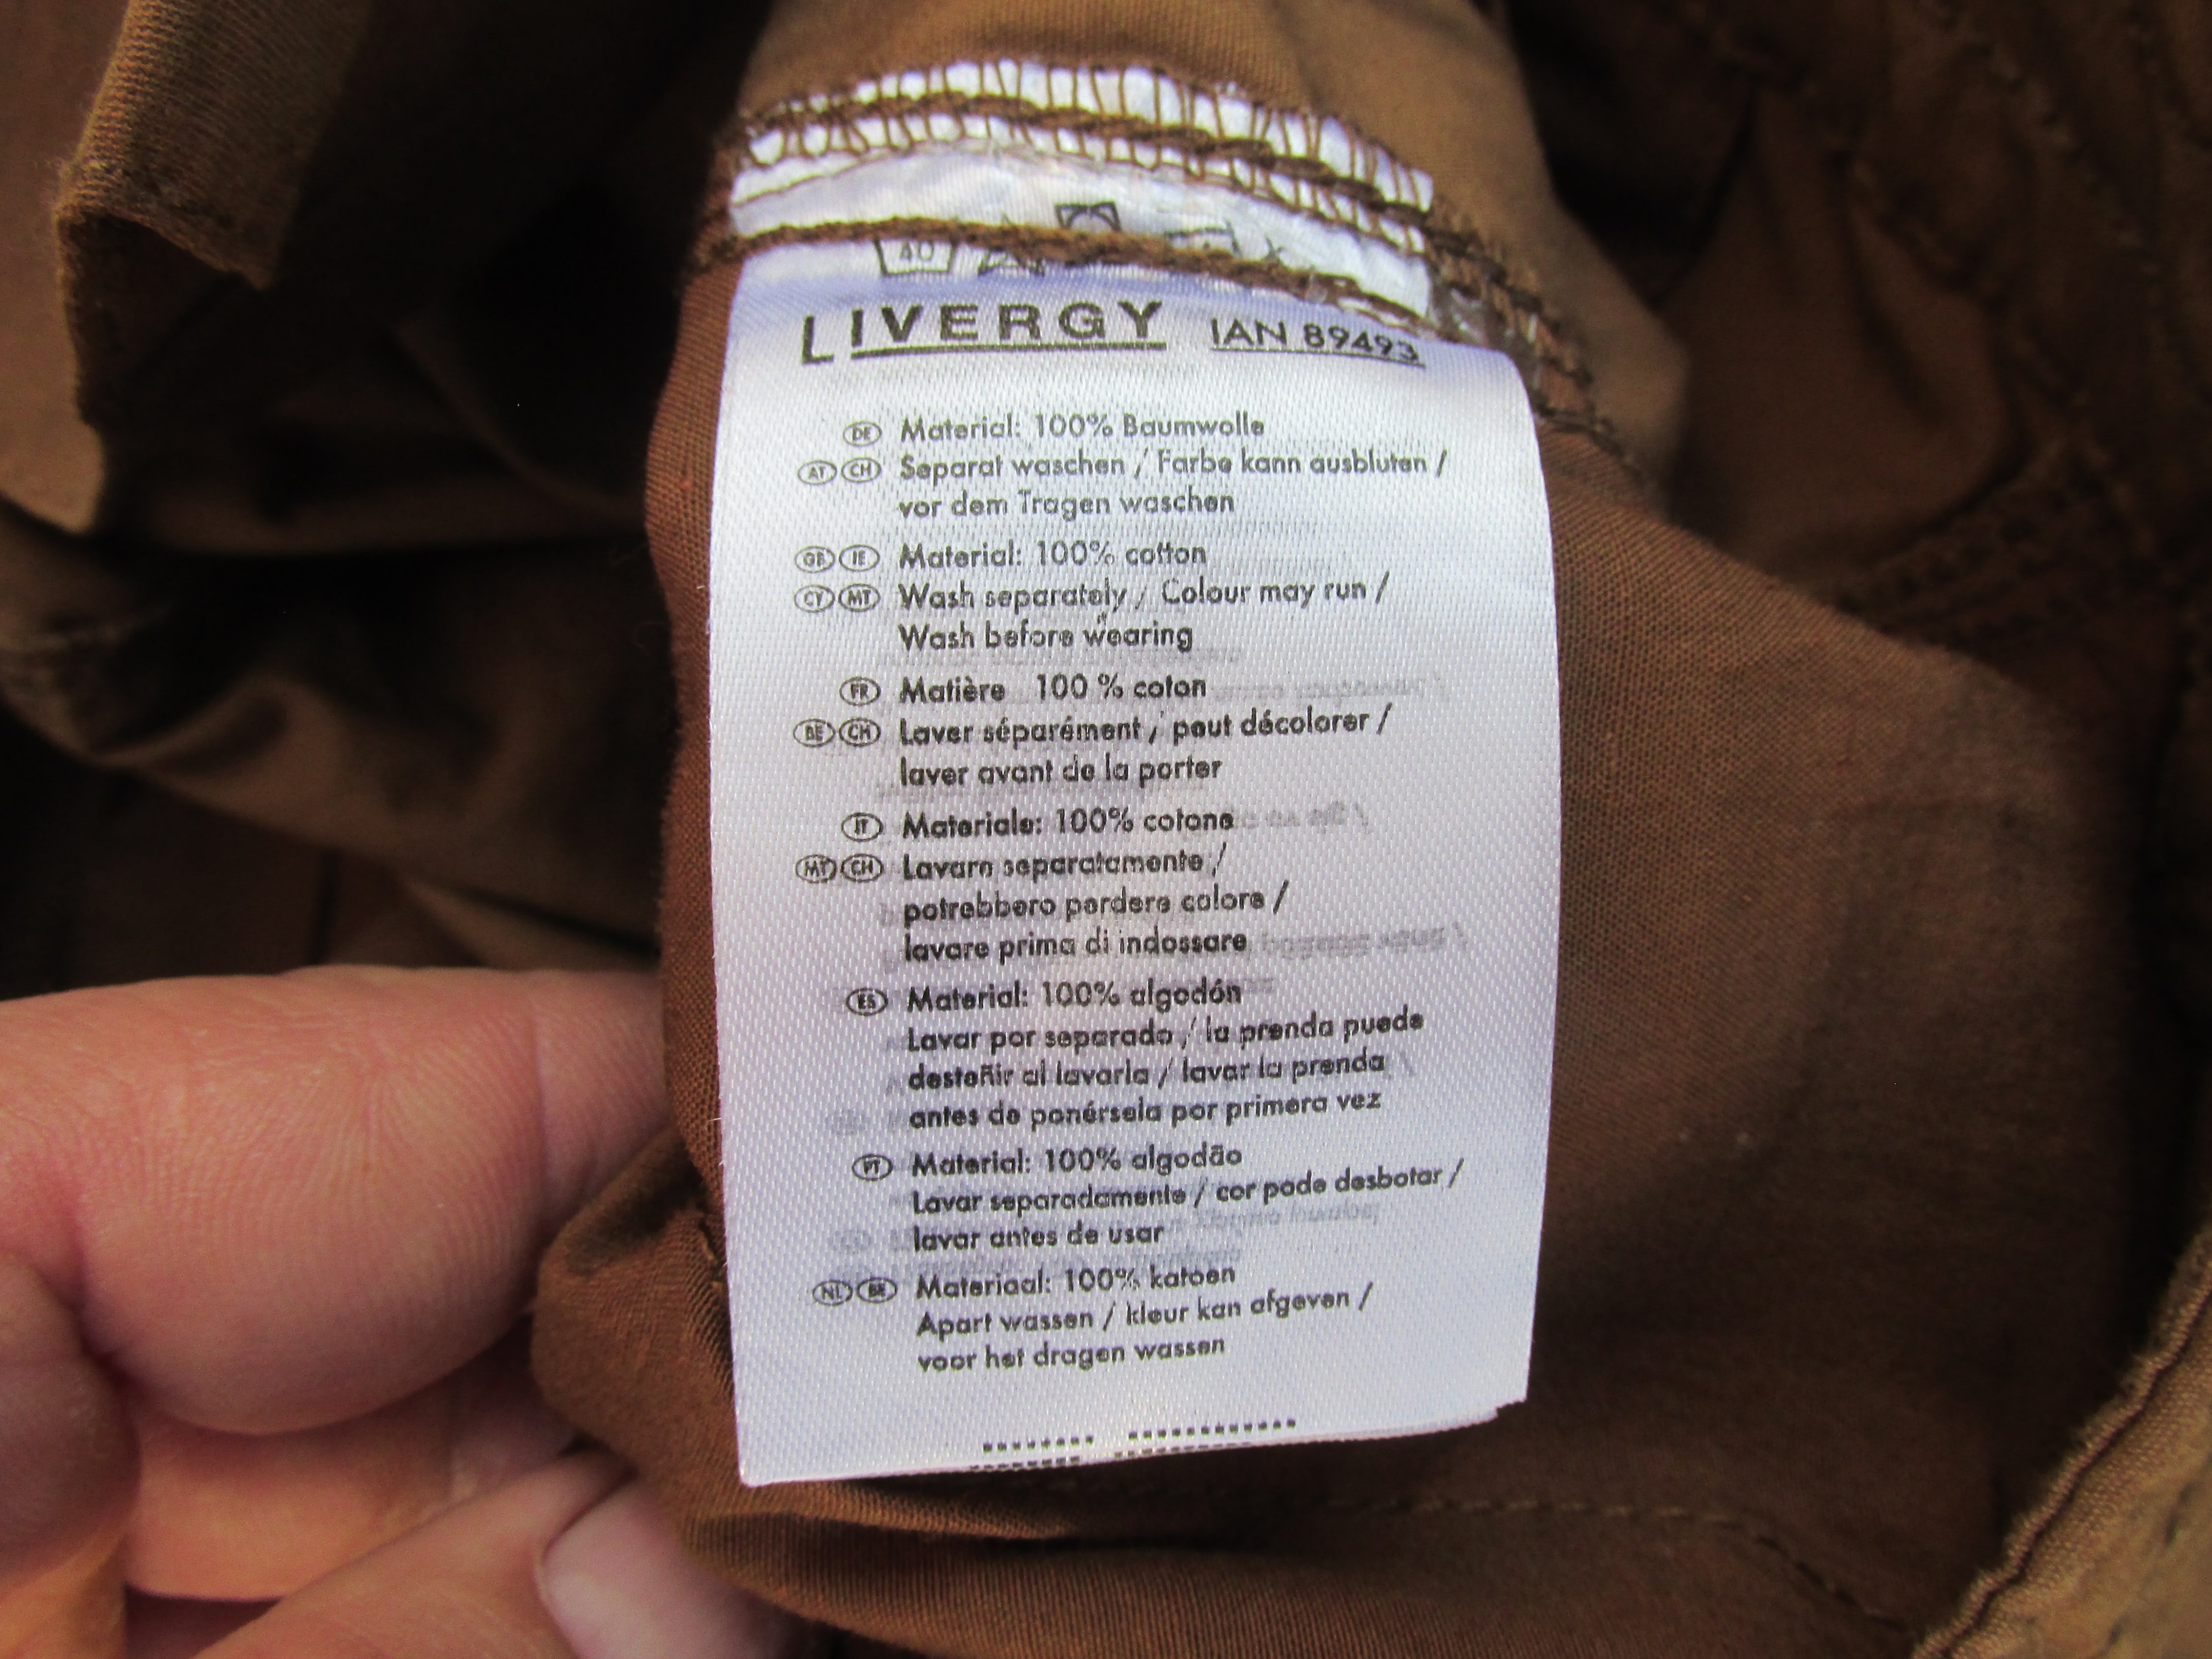 40
LIVERGY IAN 89493
DE Material: 100% Baumwolle
AT CH Separat waschen / Farbe kann ausbluten /
vor dem Tragen waschen
GB IE Material: 100% cotton
CY MT Wash separately / Colour may run /
Wash before wearing
FR Matière 100 % coton
BE CH Laver séparément / peut décolorer /
laver avant de la porter
IT Materiale: 100% cotone
MT CH Lavare separatamente /
potrebbero perdere colore /
lavare prima di indossare
ES Material: 100% algodón
Lavar por separado / la prenda puede
desteñir al lavarla / lavar la prenda
antes de ponérsela por primera vez
PT Material: 100% algodão
Lavar separadamente / cor pode desbotar /
lavar antes de usar
NL BE Materiaal: 100% katoen
Apart wassen / kleur kan afgeven /
voor het dragen wassen